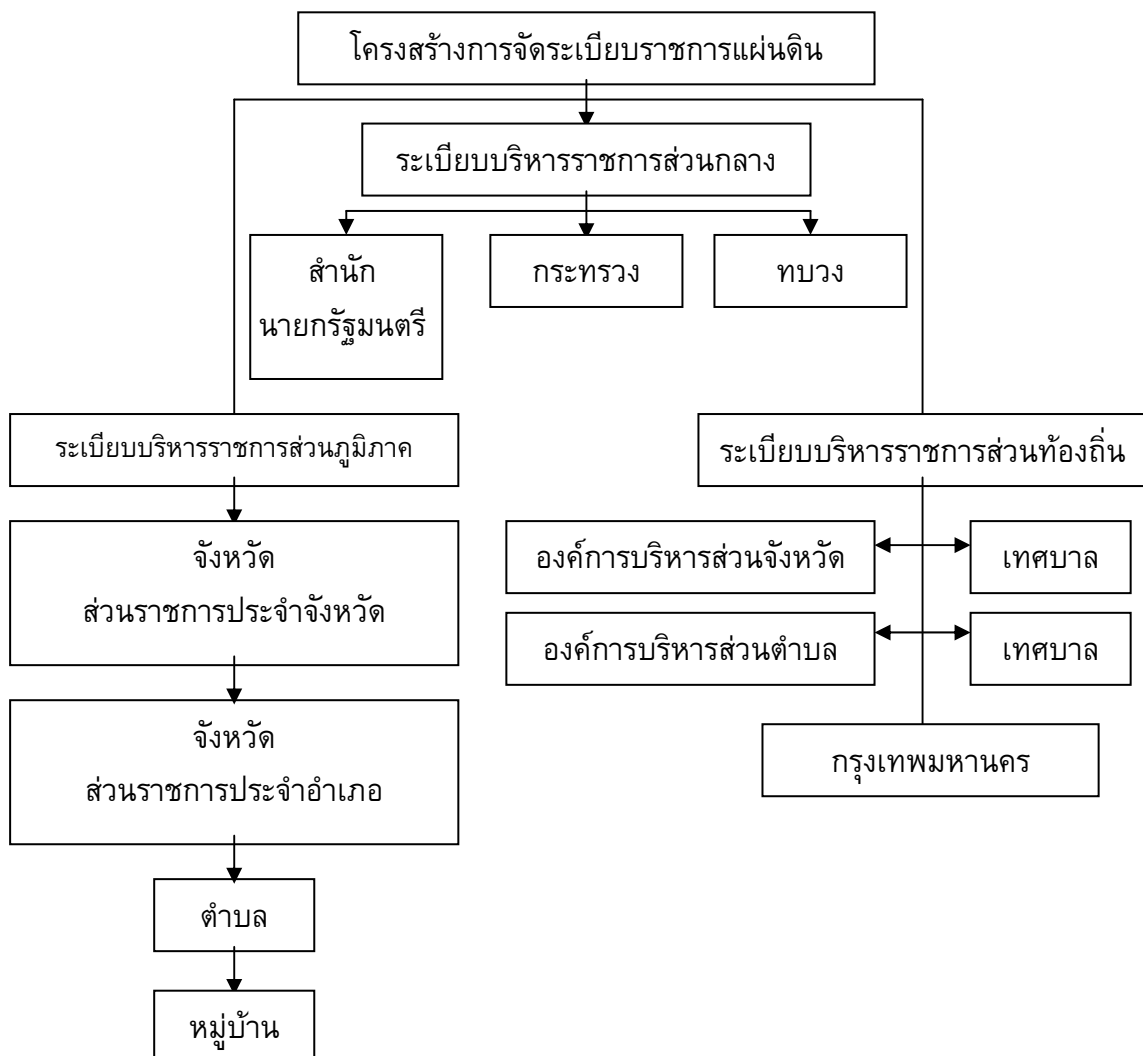 โครงสร้างการจัดระเบียบราชการแผ่นดิน
ระเบียบบริหารราชการส่วนกลาง
สำนัก
นายกรัฐมนตรี
กระทรวง
ทบวง
ระเบียบบริหารราชการส่วนภูมิภาค
จังหวัด
ส่วนราชการประจำจังหวัด
จังหวัด
ส่วนราชการประจำอำเภอ
ตำบล
หมู่บ้าน
ระเบียบบริหารราชการส่วนท้องถิ่น
องค์การบริหารส่วนจังหวัด
เทศบาล
องค์การบริหารส่วนตำบล
เทศบาล
กรุงเทพมหานคร